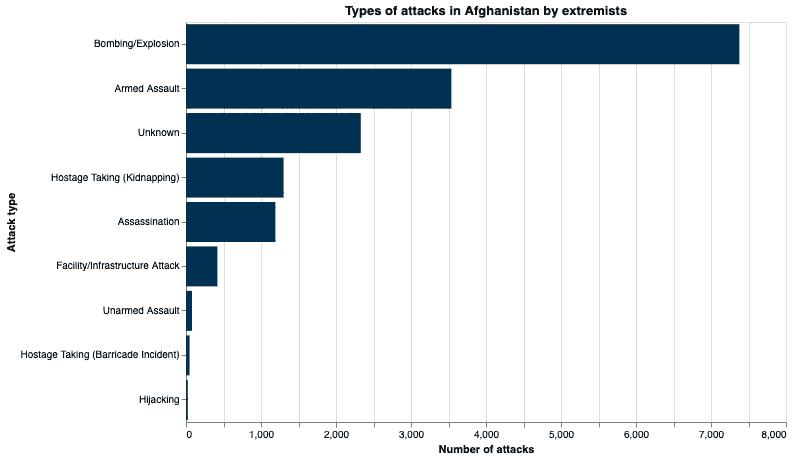 Types of attacks in Afghanistan by extremists
Bombing/Explosion
Armed Assault
Unknown
Hostage Taking (Kidnapping)
Assassination
Facility/Infrastructure Attack
Unarmed Assault
Hostage Taking (Barricade Incident)
Hijacking
Attack type
0 1,000 2,000 3,000 4,000 5,000 6,000 7,000 8,000
Number of attacks